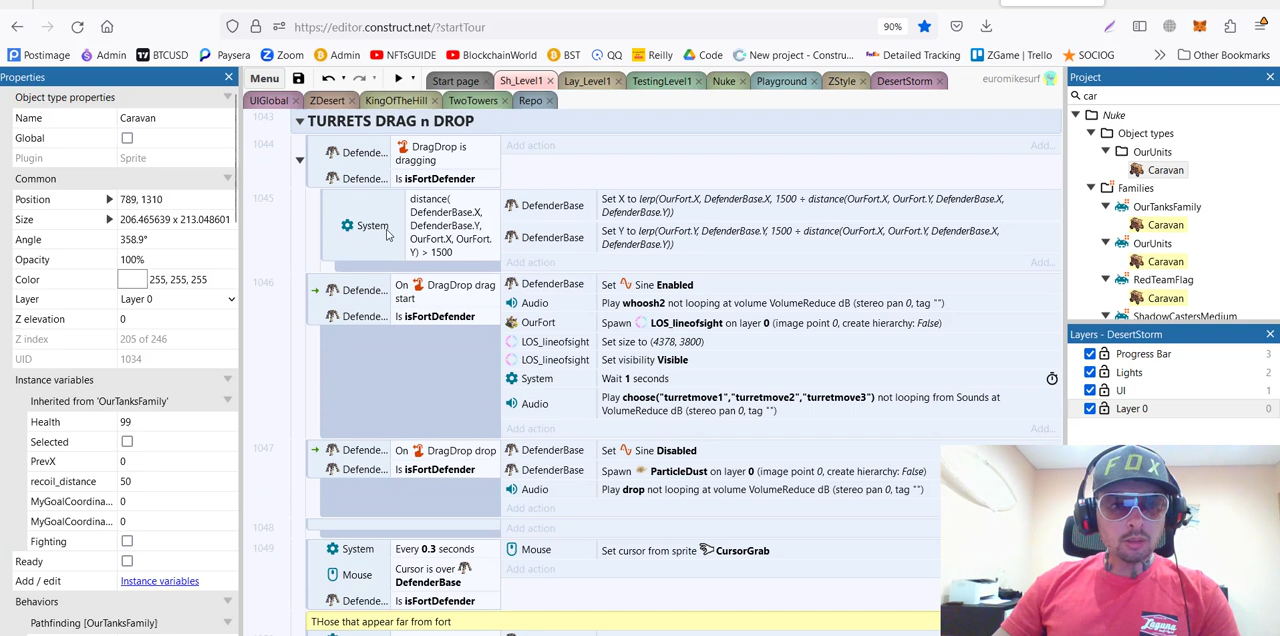 https://editor.construct.net/?startTour
90%
Postimage
Admin
BTCUSD
Paysera
Zoom
Admin
NFTsGUIDE
BlockchainWorld
BST
QQ
Reilly
Code
New project - Constru...
Detailed Tracking
ZGame | Trello
SOCIOG
Other Bookmarks
Properties
Menu
Start page
Sh_Level1
Lay_Level1
TestingLevel1
Nuke
Playground
ZStyle
DesertStorm
euromikesurf
UIGlobal
ZDesert
KingOfTheHill
TwoTowers
Repo
Object type properties
Name Caravan
Global
Plugin Sprite
Common
Position 789, 1310
Size 206.465639 x 213.048601
Angle 358.9°
Opacity 100%
Color 255, 255, 255
Layer Layer 0
Z elevation 0
Z index 205 of 246
UID 1034
Instance variables
Inherited from 'OurTanksFamily'
Health 99
Selected
PrevX 0
recoil_distance 50
MyGoalCoordina... 0
MyGoalCoordina... 0
Fighting
Ready
Add / edit Instance variables
Behaviors
Pathfinding [OurTanksFamily]
1043 TURRETS DRAG n DROP
1044 Defende... DragDrop is dragging
Defende... Is isFortDefender
Add action Add...
1045 System
distance(
DefenderBase.X,
DefenderBase.Y,
OurFort.X, OurFort.
Y) > 1500
DefenderBase Set X to lerp(OurFort.X, DefenderBase.X, 1500 ÷ distance(OurFort.X, OurFort.Y, DefenderBase.X,
DefenderBase.Y))
DefenderBase Set Y to lerp(OurFort.Y, DefenderBase.Y, 1500 ÷ distance(OurFort.X, OurFort.Y, DefenderBase.X,
DefenderBase.Y))
Add action Add...
1046 Defende... On DragDrop drag start
Defende... Is isFortDefender
DefenderBase Set Sine Enabled
Audio Play whoosh2 not looping at volume VolumeReduce dB (stereo pan 0, tag "")
OurFort Spawn LOS_lineofsight on layer 0 (image point 0, create hierarchy: False)
LOS_lineofsight Set size to (4378, 3800)
LOS_lineofsight Set visibility Visible
System Wait 1 seconds
Audio Play choose("turretmove1","turretmove2","turretmove3") not looping from Sounds at
VolumeReduce dB (stereo pan 0, tag "")
Add action Add...
1047 Defende... On DragDrop drop
Defende... Is isFortDefender
DefenderBase Set Sine Disabled
DefenderBase Spawn ParticleDust on layer 0 (image point 0, create hierarchy: False)
Audio Play drop not looping at volume VolumeReduce dB (stereo pan 0, tag "")
Add action
1048 Add action
1049 System Every 0.3 seconds
Mouse Cursor is over DefenderBase
Defende... Is isFortDefender
Mouse Set cursor from sprite CursorGrab
Add action
THose that appear far from fort
Project
car
Nuke
Object types
OurUnits
Caravan
Families
OurTanksFamily
Caravan
OurUnits
Caravan
RedTeamFlag
Caravan
ShadowCastersMedium
Layers - DesertStorm
Progress Bar 3
Lights 2
UI 1
Layer 0 0
FOX
Laguna